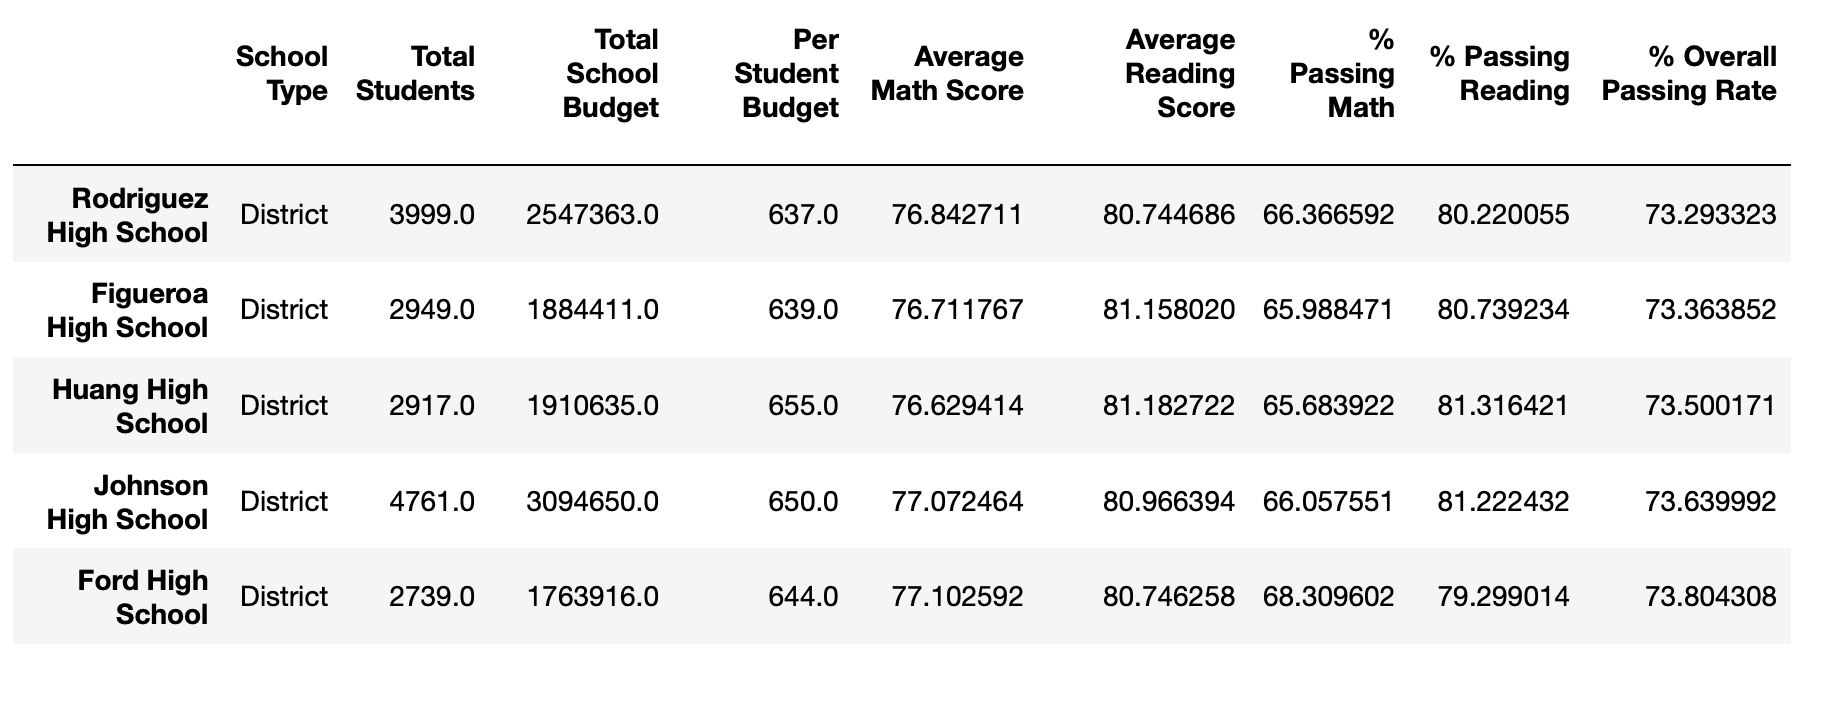 School Type Total Students Total School Budget Per Student Budget Average Math Score Average Reading Score % Passing Math % Passing Reading % Overall Passing Rate
Rodriguez High School District 3999.0 2547363.0 637.0 76.842711 80.744686 66.366592 80.220055 73.293323
Figueroa High School District 2949.0 1884411.0 639.0 76.711767 81.158020 65.988471 80.739234 73.363852
Huang High School District 2917.0 1910635.0 655.0 76.629414 81.182722 65.683922 81.316421 73.500171
Johnson High School District 4761.0 3094650.0 650.0 77.072464 80.966394 66.057551 81.222432 73.639992
Ford High School District 2739.0 1763916.0 644.0 77.102592 80.746258 68.309602 79.299014 73.804308